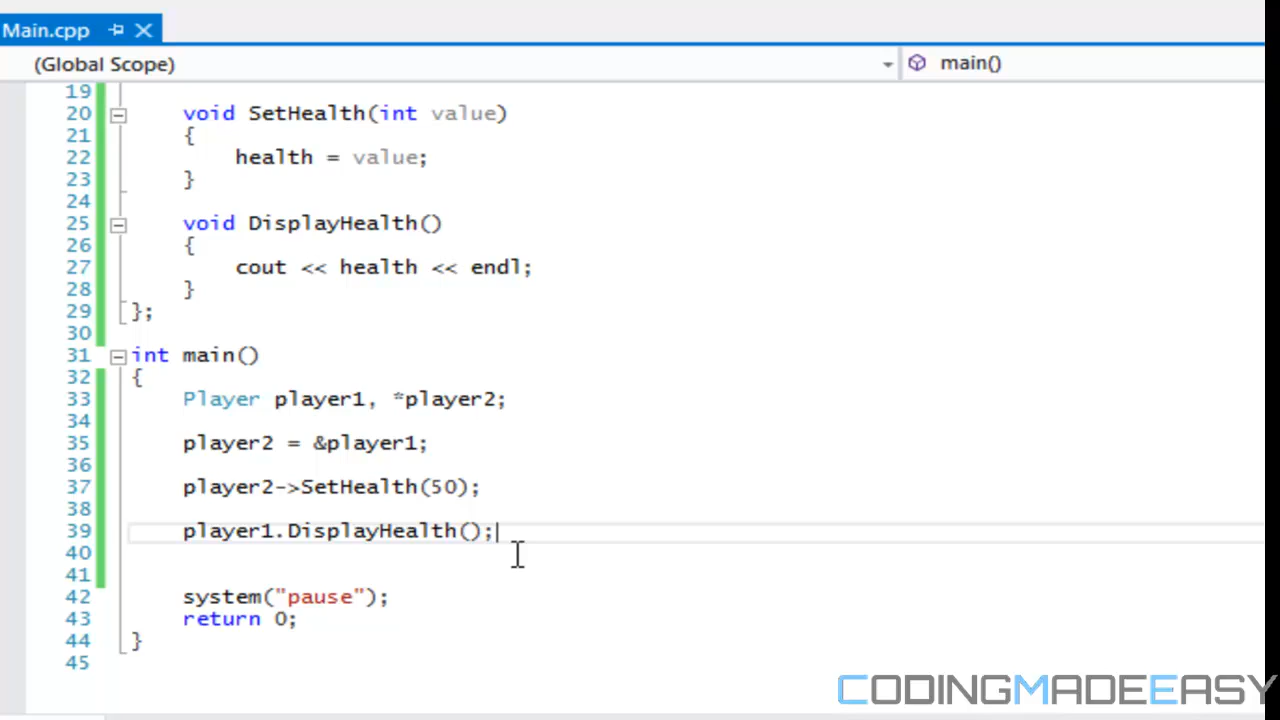 Main.cpp
(Global Scope) main()
19
20 void SetHealth(int value)
21 {
22 health = value;
23 }
24
25 void DisplayHealth()
26 {
27 cout << health << endl;
28 }
29 };
30
31 int main()
32 {
33 Player player1, *player2;
34
35 player2 = &player1;
36
37 player2->SetHealth(50);
38
39 player1.DisplayHealth();
40
41
42 system("pause");
43 return 0;
44 }
45
CODINGMADEEASY